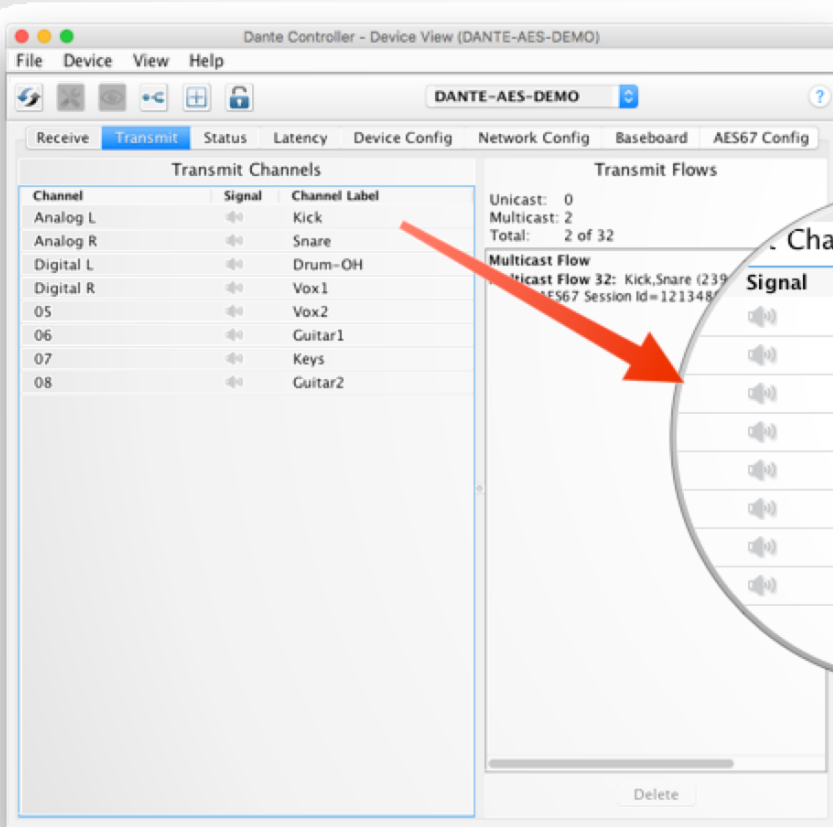 Dante Controller - Device View (DANTE-AES-DEMO)
File Device View Help
DANTE-AES-DEMO
?
Receive Transmit Status Latency Device Config Network Config Baseboard AES67 Config
Transmit Channels
Channel Signal Channel Label
Analog L Kick
Analog R Snare
Digital L Drum-OH
Digital R Vox1
05 Vox2
06 Guitar1
07 Keys
08 Guitar2
Transmit Flows
Unicast: 0
Multicast: 2
Total: 2 of 32
Multicast Flow
Flow 32: Kick,Snare (239
Session Id=121348
Cha
Signal
Delete